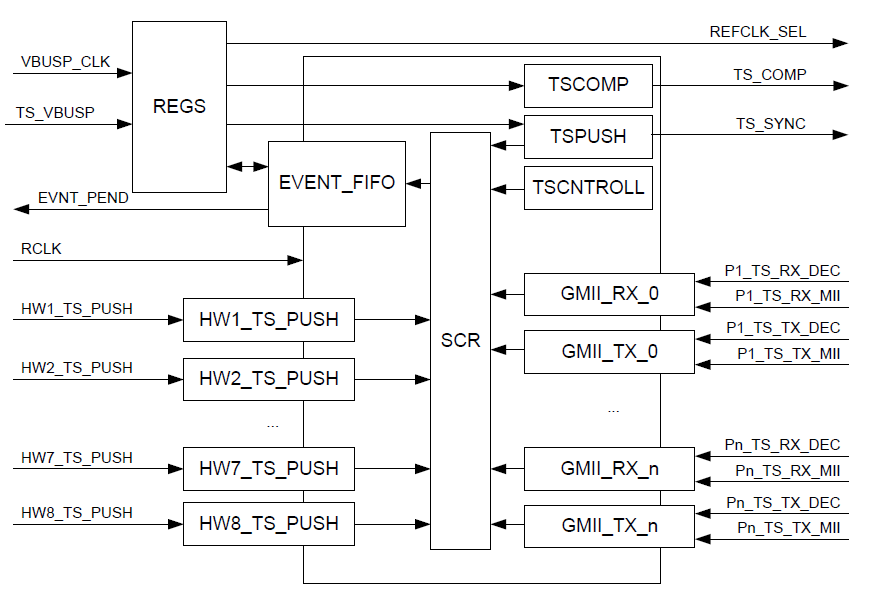 REFCLK_SEL
VBUSP_CLK
TS_COMP
TSCOMP
REGS
TS_VBUSP
TS_SYNC
TSPUSH
EVENT_FIFO
TSCNTROLL
EVNT_PEND
RCLK
P1_TS_RX_DEC
GMII_RX_0
P1_TS_RX_MII
HW1_TS_PUSH
HW1_TS_PUSH
P1_TS_TX_DEC
SCR
GMII_TX_0
P1_TS_TX_MII
HW2_TS_PUSH
HW2_TS_PUSH
...
...
Pn_TS_RX_DEC
HW7_TS_PUSH
HW7_TS_PUSH
GMII_RX_n
Pn_TS_RX_MII
Pn_TS_TX_DEC
HW8_TS_PUSH
HW8_TS_PUSH
GMII_TX_n
Pn_TS_TX_MII